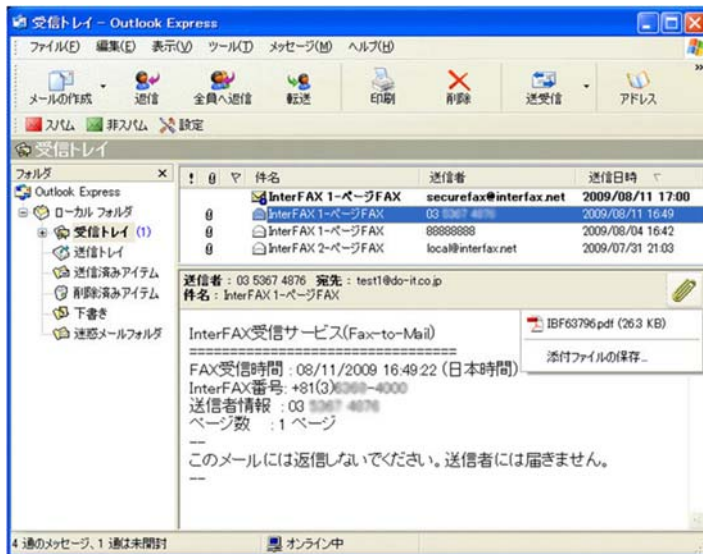 受信トレイ - Outlook Express
ファイル(F) 編集(E) 表示(V) ツール(T) メッセージ(M) ヘルプ(H)
メールの作成 返信 全員へ返信 転送 印刷 削除 送受信 アドレス
スパム 非スパム 設定
受信トレイ
フォルダ
Outlook Express
ローカル フォルダ
受信トレイ (1)
送信トレイ
送信済みアイテム
削除済みアイテム
下書き
迷惑メールフォルダ
件名 送信者 送信日時
InterFAX 1-ページFAX securefax@interfax.net 2009/08/11 17:00
InterFAX 1-ページFAX 03 2009/08/11 16:49
InterFAX 1-ページFAX 88888888 2009/08/04 16:42
InterFAX 2-ページFAX local@interfax.net 2009/07/31 21:03
送信者 : 03 5367 4876 宛先 : test1@do-it.co.jp
件名 : InterFAX 1-ページFAX
IBF63796.pdf (26.3 KB)
添付ファイルの保存...
InterFAX受信サービス(Fax-to-Mail)
=================================
FAX受信時間 : 08/11/2009 16:49:22 (日本時間)
InterFAX番号: +81(3)
送信者情報 : 03
ページ数 : 1 ページ
--
このメールには返信しないでください。送信者には届きません。
--
4 通のメッセージ、1 通は未開封 オンライン中